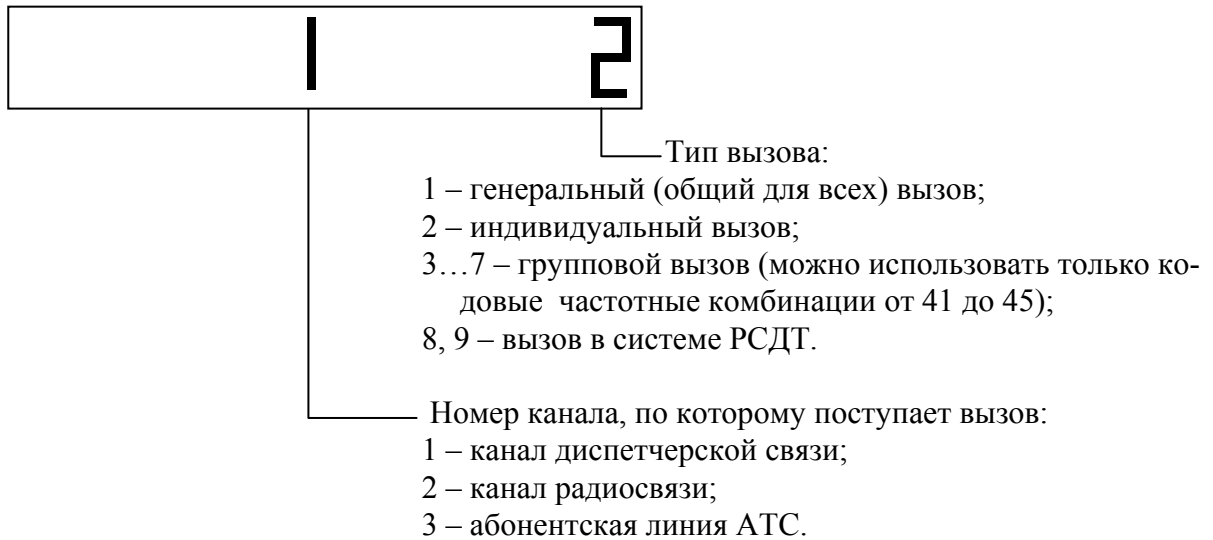 1 2
Тип вызова:
1 – генеральный (общий для всех) вызов;
2 – индивидуальный вызов;
3…7 – групповой вызов (можно использовать только ко-
довые частотные комбинации от 41 до 45);
8, 9 – вызов в системе РСДТ.
Номер канала, по которому поступает вызов:
1 – канал диспетчерской связи;
2 – канал радиосвязи;
3 – абонентская линия АТС.